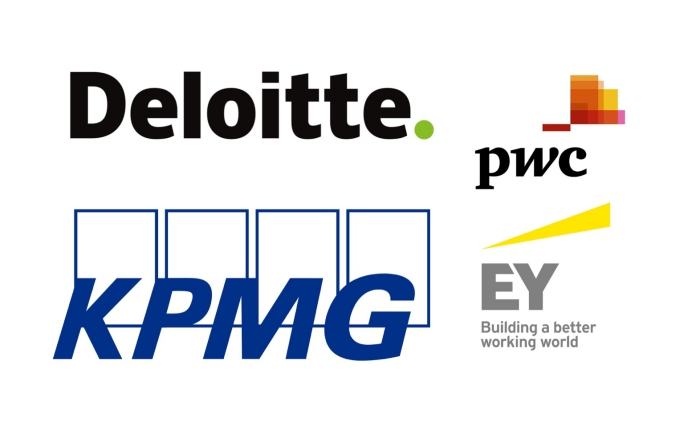 Deloitte.
pwc
KPMG
EY
Building a better
working world